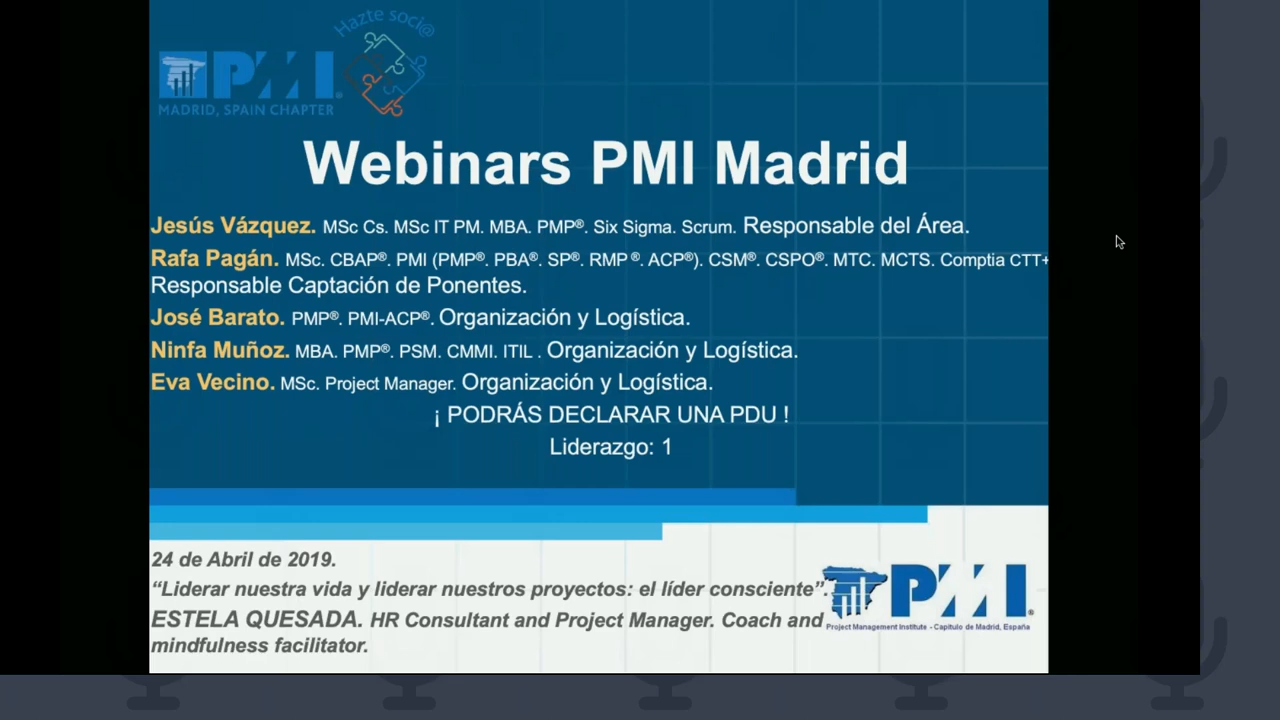 Hazte soci@
PMI®
MADRID, SPAIN CHAPTER
Webinars PMI Madrid
Jesús Vázquez. MSc Cs. MSc IT PM. MBA. PMP®. Six Sigma. Scrum. Responsable del Área.
Rafa Pagán. MSc. CBAP®. PMI (PMP®. PBA®. SP®. RMP ®. ACP®). CSM®. CSPO®. MTC. MCTS. Comptia CTT+
Responsable Captación de Ponentes.
José Barato. PMP®. PMI-ACP®. Organización y Logística.
Ninfa Muñoz. MBA. PMP®. PSM. CMMI. ITIL . Organización y Logística.
Eva Vecino. MSc. Project Manager. Organización y Logística.
¡ PODRÁS DECLARAR UNA PDU !
Liderazgo: 1
24 de Abril de 2019.
“Liderar nuestra vida y liderar nuestros proyectos: el líder consciente”.
ESTELA QUESADA. HR Consultant and Project Manager. Coach and
mindfulness facilitator.
PMI®
Project Management Institute - Capítulo de Madrid, España